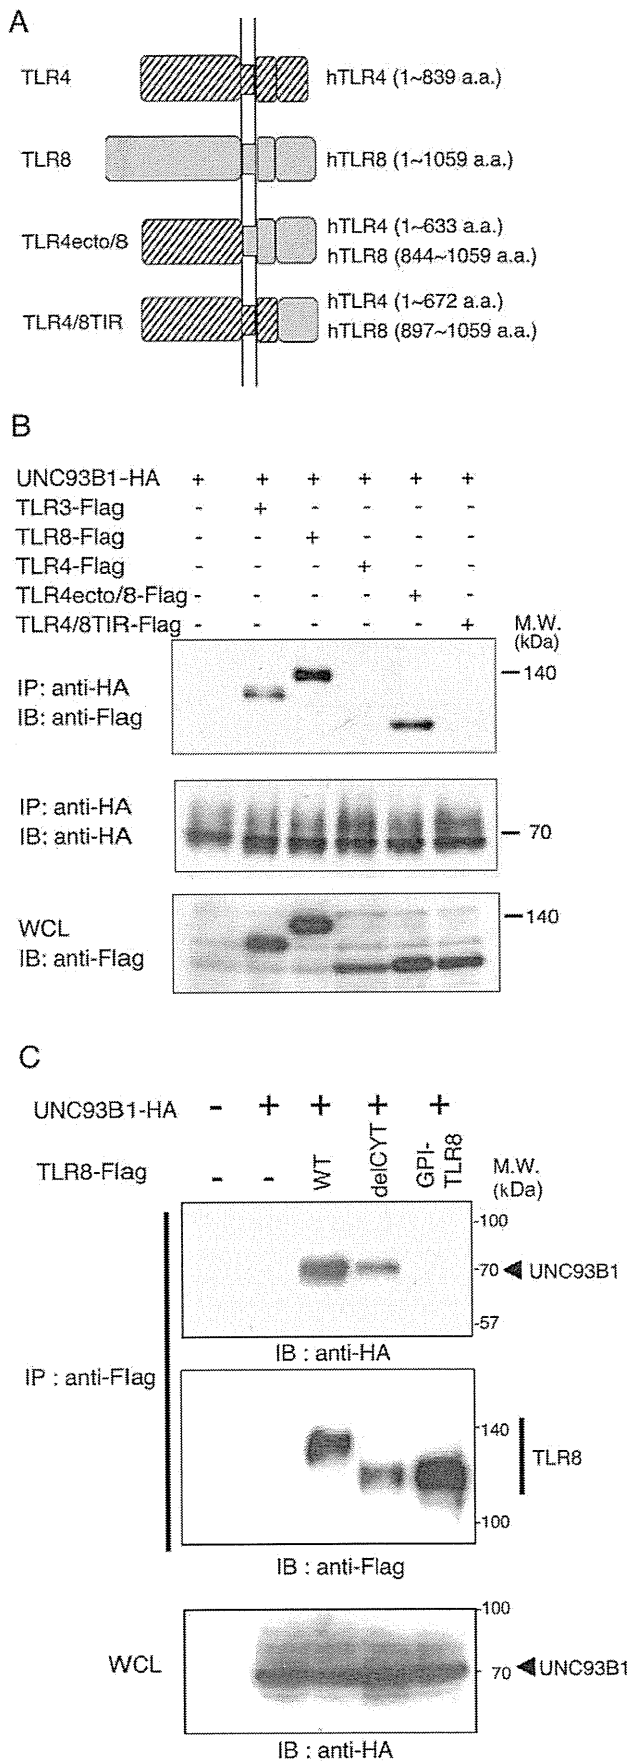 A
TLR4
hTLR4 (1~839 a.a.)
TLR8
hTLR8 (1~1059 a.a.)
TLR4ecto/8
hTLR4 (1~633 a.a.)
hTLR8 (844~1059 a.a.)
TLR4/8TIR
hTLR4 (1~672 a.a.)
hTLR8 (897~1059 a.a.)
B
UNC93B1-HA + + + + + +
TLR3-Flag - + - - - -
TLR8-Flag - - + - - -
TLR4-Flag - - - + - -
TLR4ecto/8-Flag - - - - + -
TLR4/8TIR-Flag - - - - - +
M.W.
(kDa)
IP: anti-HA
IB: anti-Flag
140
IP: anti-HA
IB: anti-HA
70
WCL
IB: anti-Flag
140
C
UNC93B1-HA - + + + +
TLR8-Flag - - WT delCYT GPI-TLR8
M.W.
(kDa)
-100
-70 UNC93B1
-57
IB : anti-HA
IP : anti-Flag
-140
TLR8
-100
IB : anti-Flag
-100
WCL
70 UNC93B1
IB : anti-HA